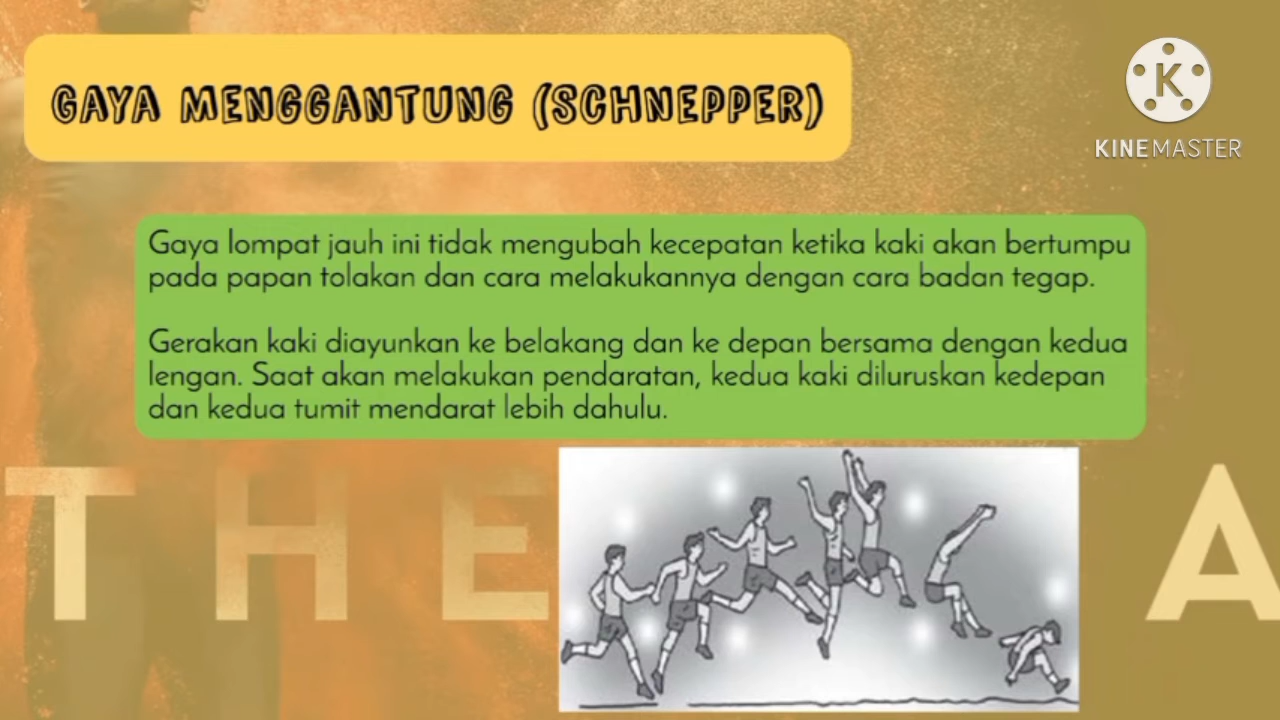 GAYA MENGGANTUNG (SCHNEPPER)
K
KINEMASTER
Gaya lompat jauh ini tidak mengubah kecepatan ketika kaki akan bertumpu
pada papan tolakan dan cara melakukannya dengan cara badan tegap.
Gerakan kaki diayunkan ke belakang dan ke depan bersama dengan kedua
lengan. Saat akan melakukan pendaratan, kedua kaki diluruskan kedepan
dan kedua tumit mendarat lebih dahulu.
THE A